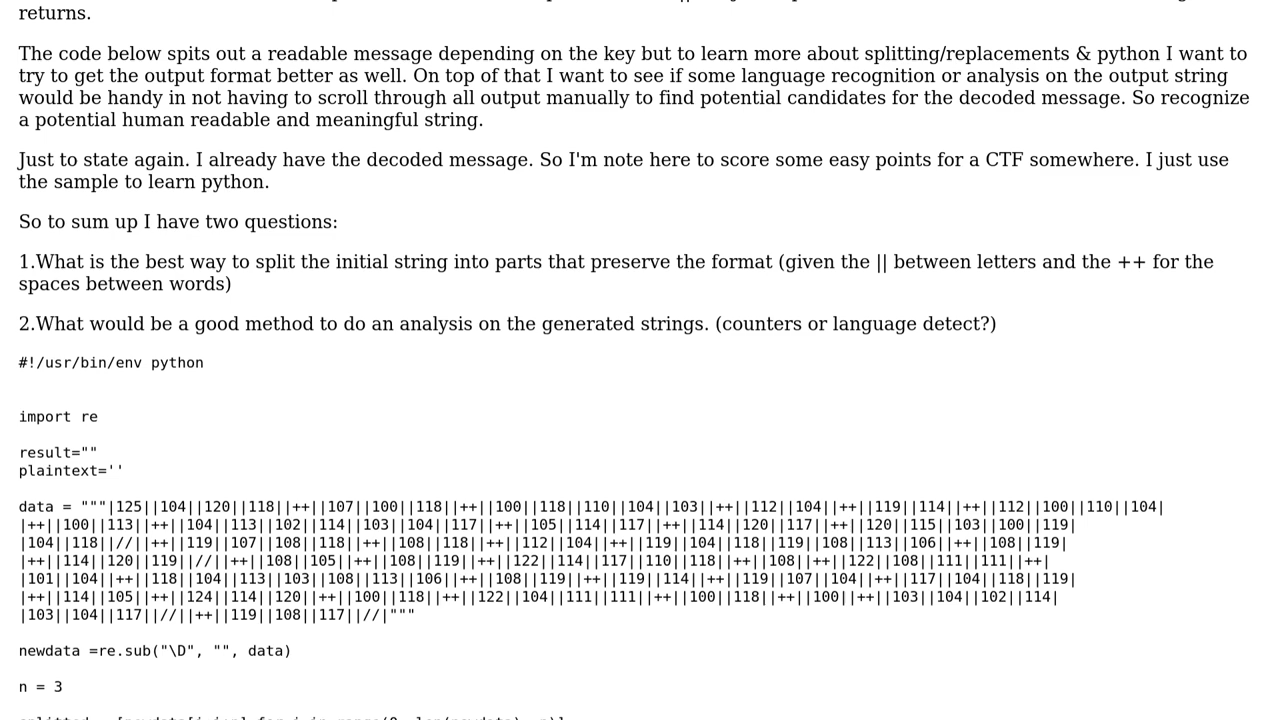 returns.
The code below spits out a readable message depending on the key but to learn more about splitting/replacements & python I want to
try to get the output format better as well. On top of that I want to see if some language recognition or analysis on the output string
would be handy in not having to scroll through all output manually to find potential candidates for the decoded message. So recognize
a potential human readable and meaningful string.
Just to state again. I already have the decoded message. So I'm note here to score some easy points for a CTF somewhere. I just use
the sample to learn python.
So to sum up I have two questions:
1.What is the best way to split the initial string into parts that preserve the format (given the || between letters and the ++ for the
spaces between words)
2.What would be a good method to do an analysis on the generated strings. (counters or language detect?)
#!/usr/bin/env python
import re
result=""
plaintext=''
data = """|125||104||120||118||++||107||100||118||++||100||118||110||104||103||++||112||104||++||119||114||++||112||100||110||104|
|++||100||113||++||104||113||102||114||103||104||117||++||105||114||117||++||114||120||117||++||120||115||103||100||119|
|104||118||//||++||119||107||108||118||++||108||118||++||112||104||++||119||104||118||119||108||113||106||++||108||119|
|++||114||120||119||//||++||108||105||++||108||119||++||122||114||117||110||118||++||108||++||122||108||111||111||++|
|101||104||++||118||104||113||103||108||113||106||++||108||119||++||119||114||++||119||107||104||++||117||104||118||119|
|++||114||105||++||124||114||120||++||100||118||++||122||104||111||111||++||100||118||++||100||++||103||104||102||114|
|103||104||117||//||++||119||108||117||//|"""
newdata =re.sub("\D", "", data)
n = 3